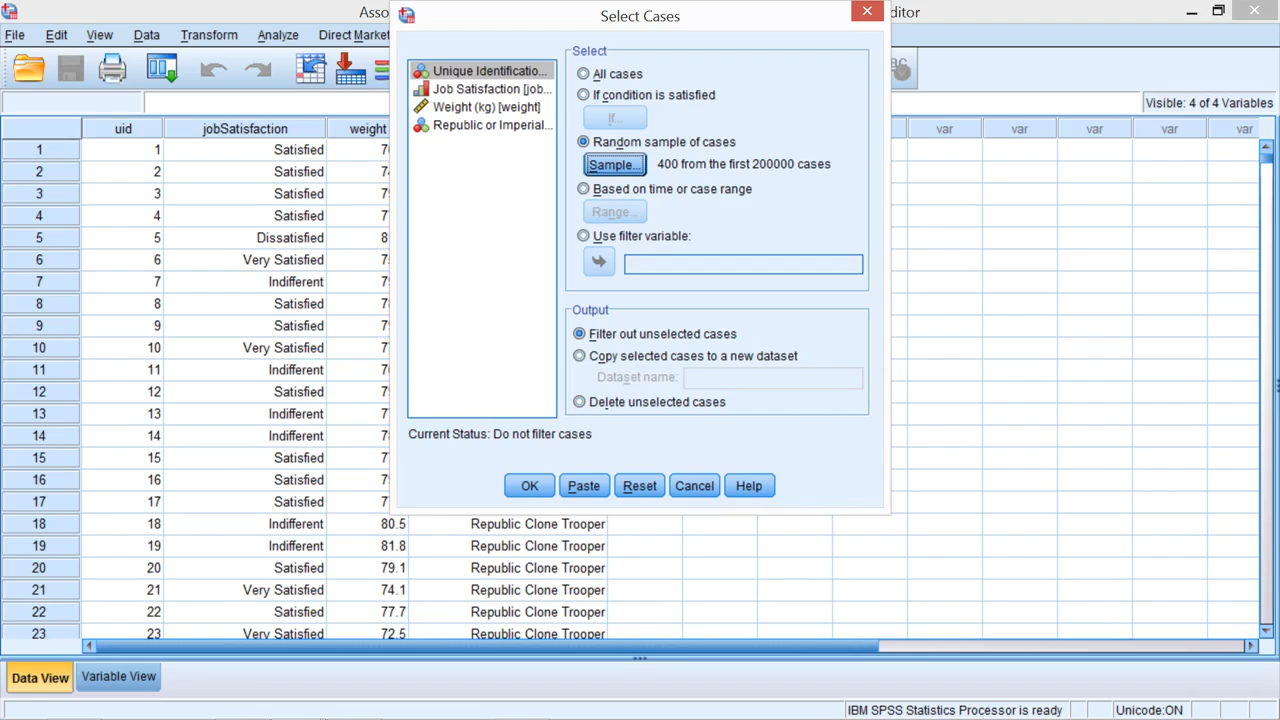 Asso
Select Cases
ditor
File Edit View Data Transform Analyze Direct Market
Visible: 4 of 4 Variables
uid jobSatisfaction weight var var var var var
1 1 Satisfied
2 2 Satisfied
3 3 Satisfied
4 4 Satisfied
5 5 Dissatisfied
6 6 Very Satisfied
7 7 Indifferent
8 8 Satisfied
9 9 Satisfied
10 10 Very Satisfied
11 11 Indifferent
12 12 Satisfied
13 13 Indifferent
14 14 Indifferent
15 15 Satisfied
16 16 Satisfied
17 17 Satisfied
18 18 Indifferent 80.5 Republic Clone Trooper
19 19 Indifferent 81.8 Republic Clone Trooper
20 20 Satisfied 79.1 Republic Clone Trooper
21 21 Very Satisfied 74.1 Republic Clone Trooper
22 22 Satisfied 77.7 Republic Clone Trooper
23 23 Very Satisfied 72.5 Republic Clone Trooper
Unique Identificatio...
Job Satisfaction [job...
Weight (kg) [weight]
Republic or Imperial...
Select
All cases
If condition is satisfied
If...
Random sample of cases
Sample... 400 from the first 200000 cases
Based on time or case range
Range...
Use filter variable:
Output
Filter out unselected cases
Copy selected cases to a new dataset
Dataset name:
Delete unselected cases
Current Status: Do not filter cases
OK Paste Reset Cancel Help
Data View Variable View
IBM SPSS Statistics Processor is ready Unicode:ON